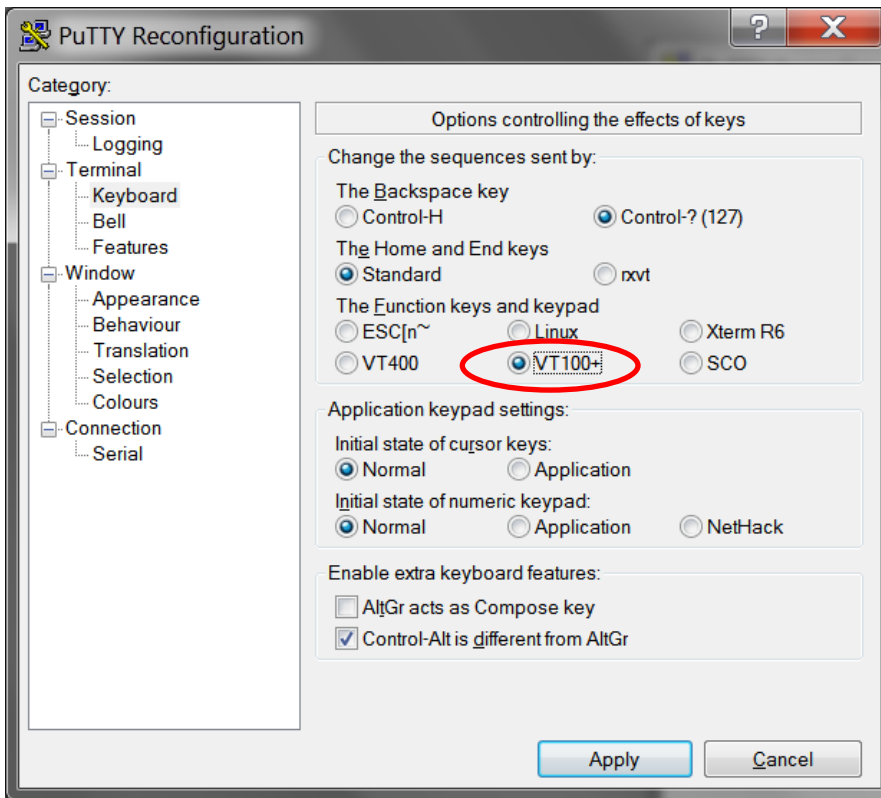 PuTTY Reconfiguration
?
X
Category:
Session
Logging
Terminal
Keyboard
Bell
Features
Window
Appearance
Behaviour
Translation
Selection
Colours
Connection
Serial
Options controlling the effects of keys
Change the sequences sent by:
The Backspace key
Control-H Control-? (127)
The Home and End keys
Standard rxvt
The Function keys and keypad
ESC[n~ Linux Xterm R6
VT400 VT100+ SCO
Application keypad settings:
Initial state of cursor keys:
Normal Application
Initial state of numeric keypad:
Normal Application NetHack
Enable extra keyboard features:
AltGr acts as Compose key
Control-Alt is different from AltGr
Apply Cancel